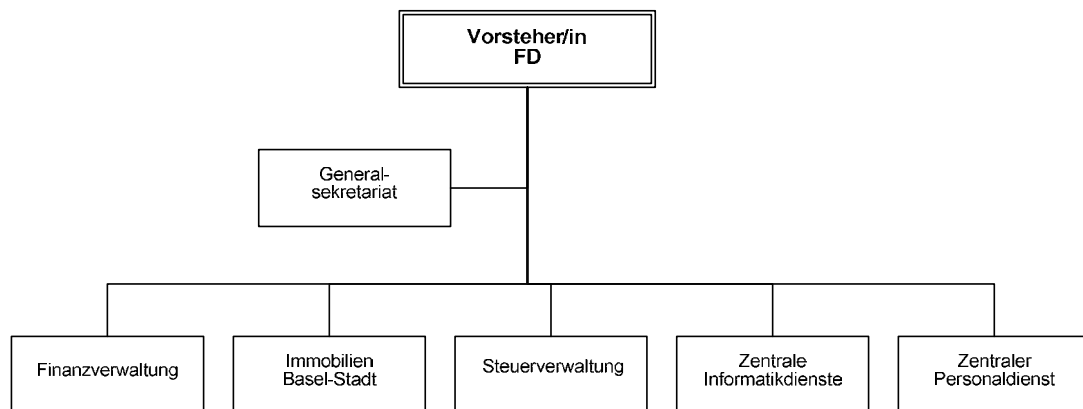 Vorsteher/in
FD
General-
sekretariat
Finanzverwaltung
Immobilien
Basel-Stadt
Steuerverwaltung
Zentrale
Informatikdienste
Zentraler
Personaldienst